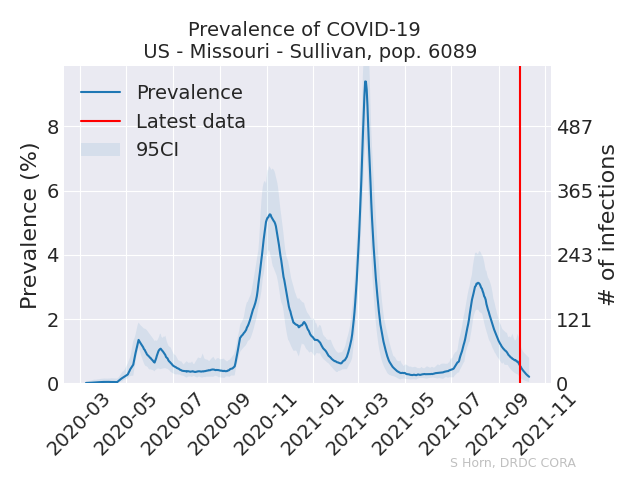 Prevalence of COVID-19
US - Missouri - Sullivan, pop. 6089
Prevalence
Latest data
95CI
Prevalence (%)
8
6
4
2
0
487
365
243
121
0
# of infections
2020-03
2020-05
2020-07
2020-09
2020-11
2021-01
2021-03
2021-05
2021-07
2021-09
2021-11
S Horn, DRDC CORA